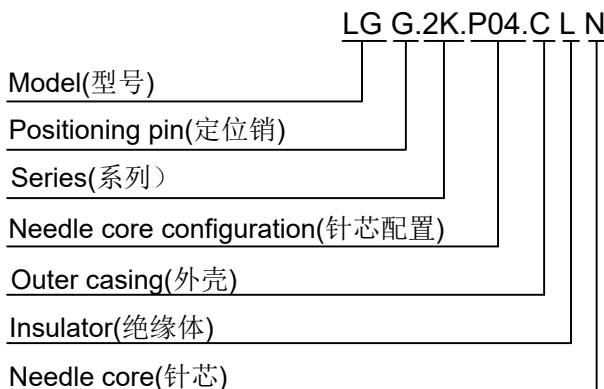 LG G.2K.P04.C L N
Model(型号)
Positioning pin(定位销)
Series(系列）
Needle core configuration(针芯配置)
Outer casing(外壳)
Insulator(绝缘体)
Needle core(针芯)